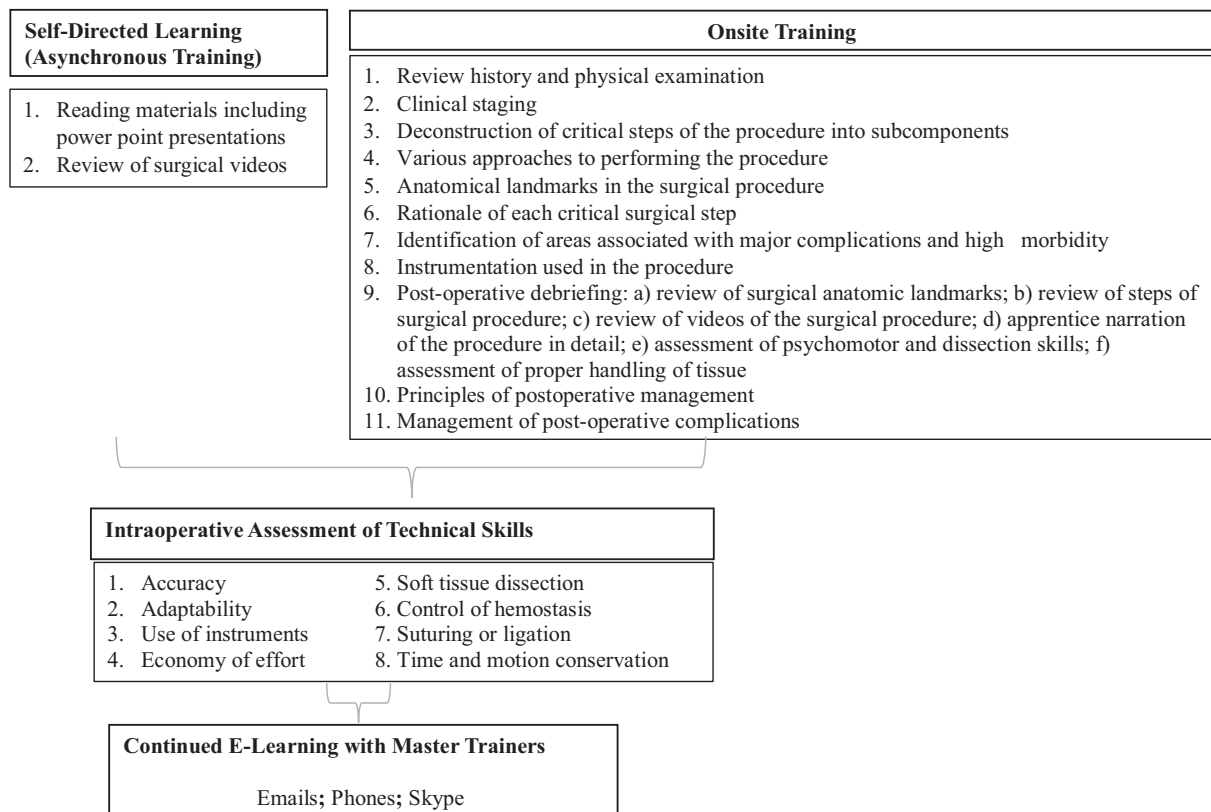 Self-Directed Learning
(Asynchronous Training)
1. Reading materials including
power point presentations
2. Review of surgical videos
Onsite Training
1. Review history and physical examination
2. Clinical staging
3. Deconstruction of critical steps of the procedure into subcomponents
4. Various approaches to performing the procedure
5. Anatomical landmarks in the surgical procedure
6. Rationale of each critical surgical step
7. Identification of areas associated with major complications and high morbidity
8. Instrumentation used in the procedure
9. Post-operative debriefing: a) review of surgical anatomic landmarks; b) review of steps of
surgical procedure; c) review of videos of the surgical procedure; d) apprentice narration
of the procedure in detail; e) assessment of psychomotor and dissection skills; f)
assessment of proper handling of tissue
10. Principles of postoperative management
11. Management of post-operative complications
Intraoperative Assessment of Technical Skills
1. Accuracy
2. Adaptability
3. Use of instruments
4. Economy of effort
5. Soft tissue dissection
6. Control of hemostasis
7. Suturing or ligation
8. Time and motion conservation
Continued E-Learning with Master Trainers
Emails; Phones; Skype